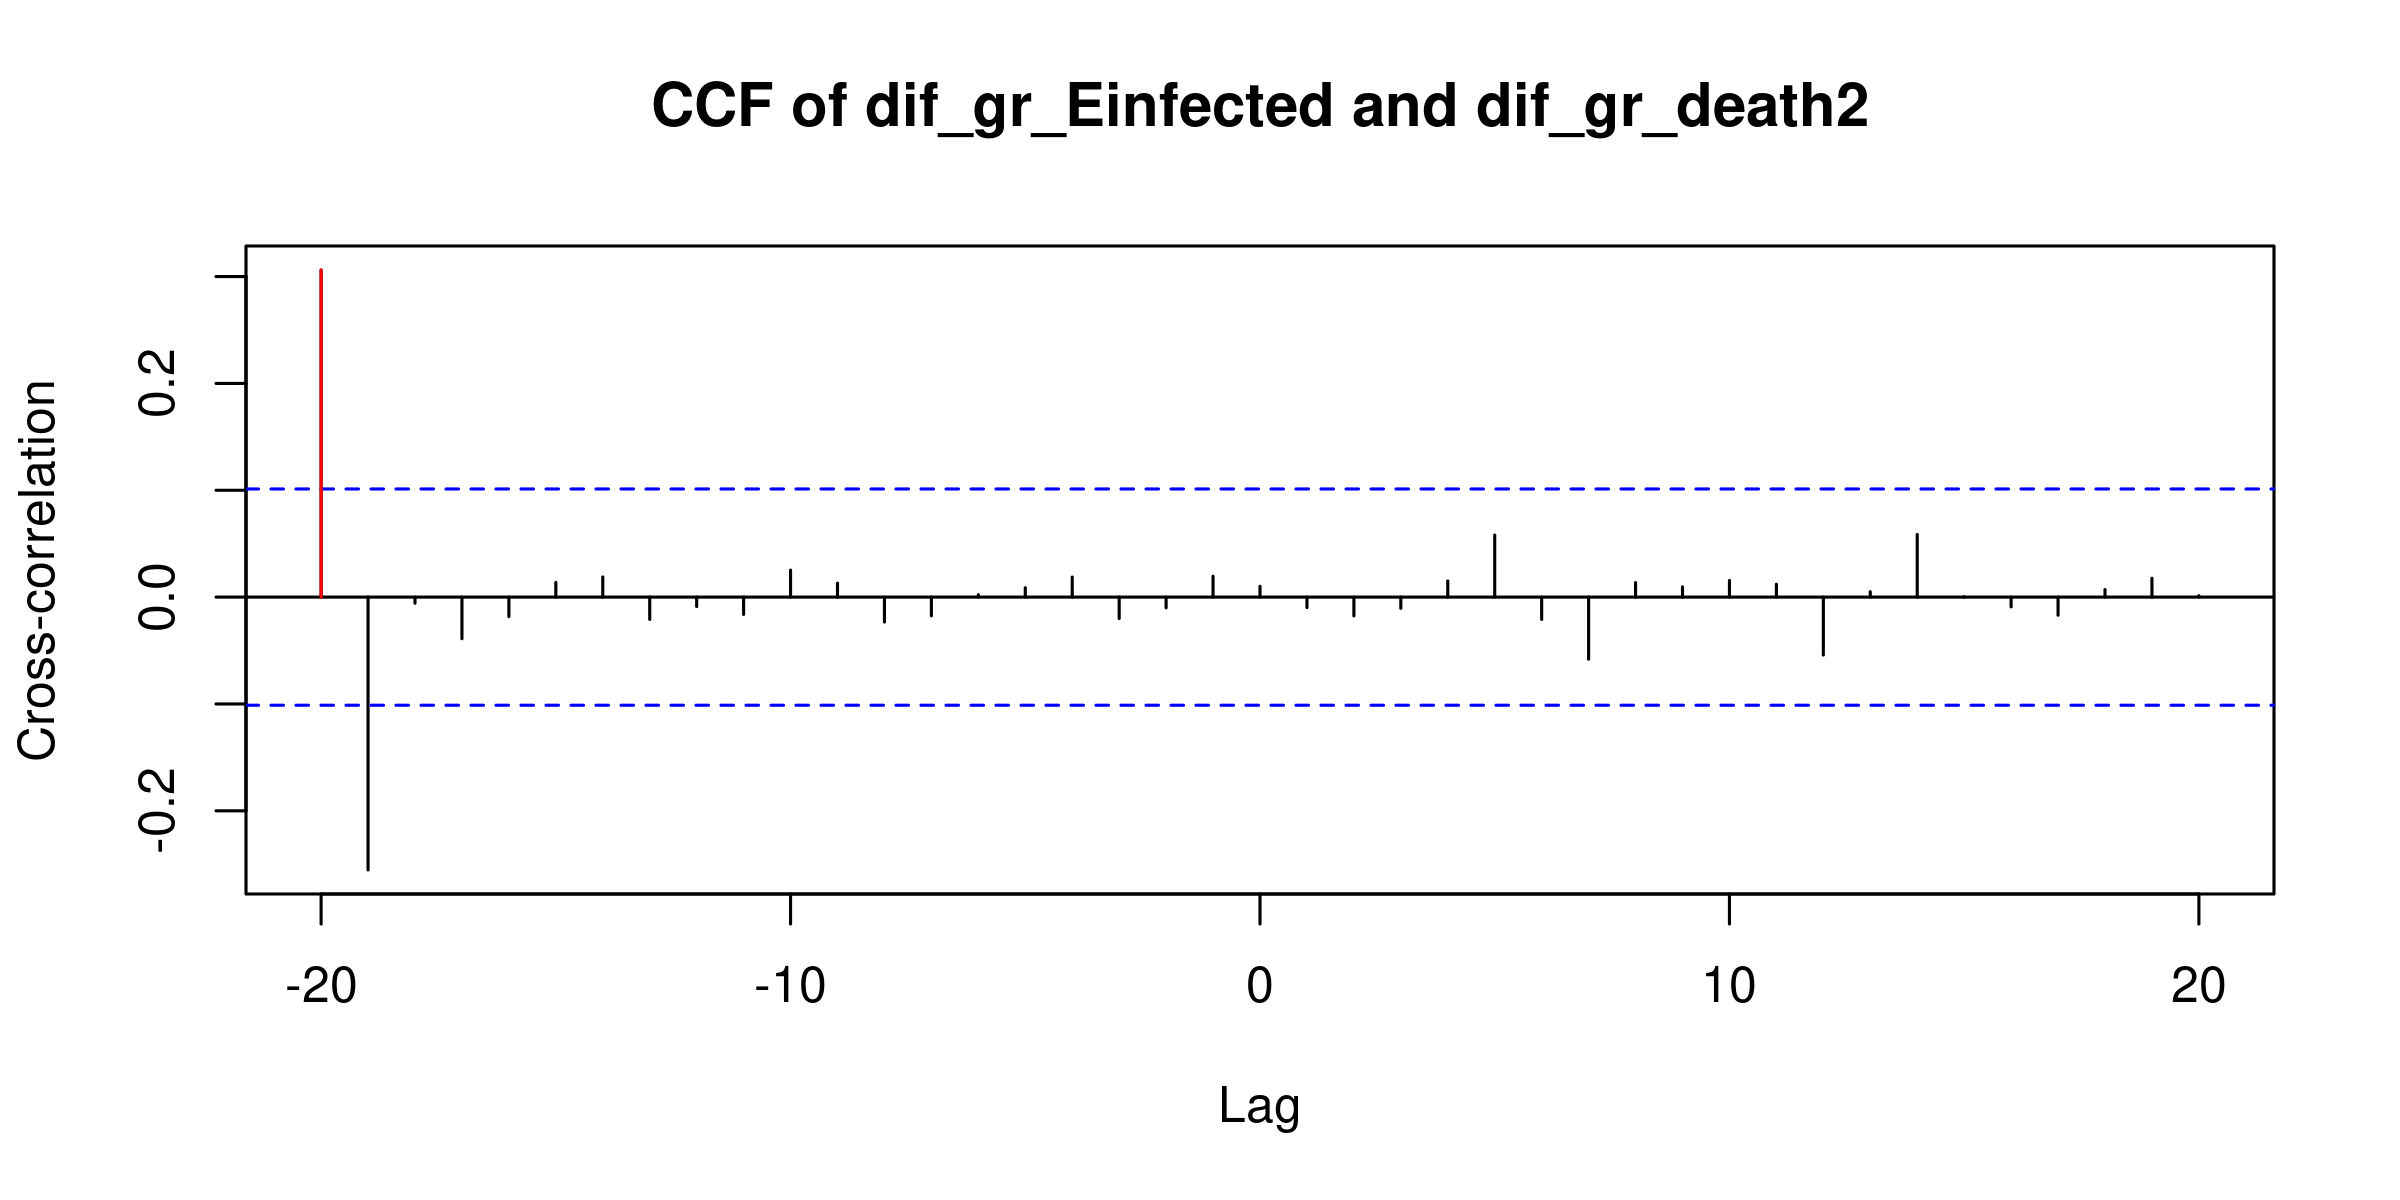 CCF of dif_gr_Einfected and dif_gr_death2
Cross-correlation
0.2
0.0
-0.2
-20
-10
0
10
20
Lag